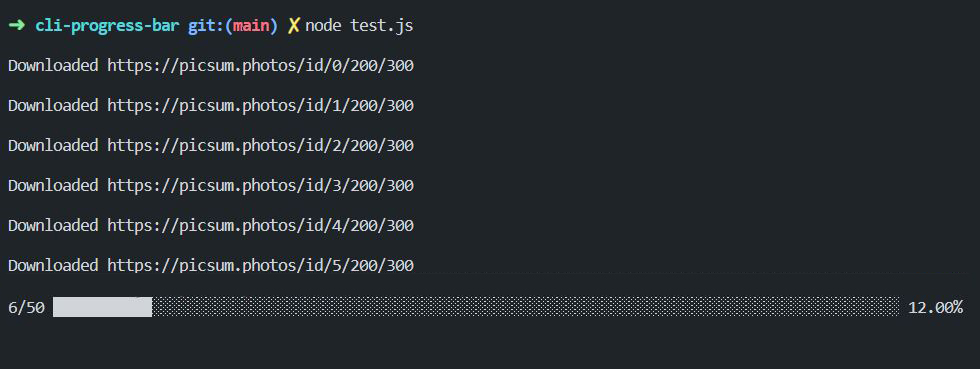 ➜ cli-progress-bar git:(main) ✗ node test.js
Downloaded https://picsum.photos/id/0/200/300
Downloaded https://picsum.photos/id/1/200/300
Downloaded https://picsum.photos/id/2/200/300
Downloaded https://picsum.photos/id/3/200/300
Downloaded https://picsum.photos/id/4/200/300
Downloaded https://picsum.photos/id/5/200/300
6/50 12.00%